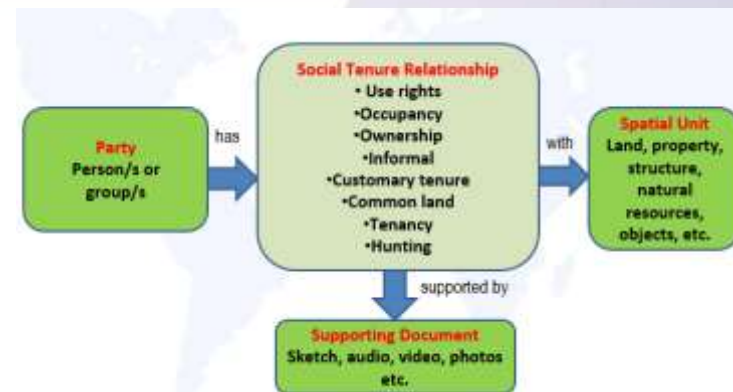 Party
Person/s or
group/s
has
Social Tenure Relationship
• Use rights
•Occupancy
•Ownership
•Informal
•Customary tenure
•Common land
•Tenancy
•Hunting
with
Spatial Unit
Land, property,
structure,
natural
resources,
objects, etc.
supported by
Supporting Document
Sketch, audio, video, photos
etc.